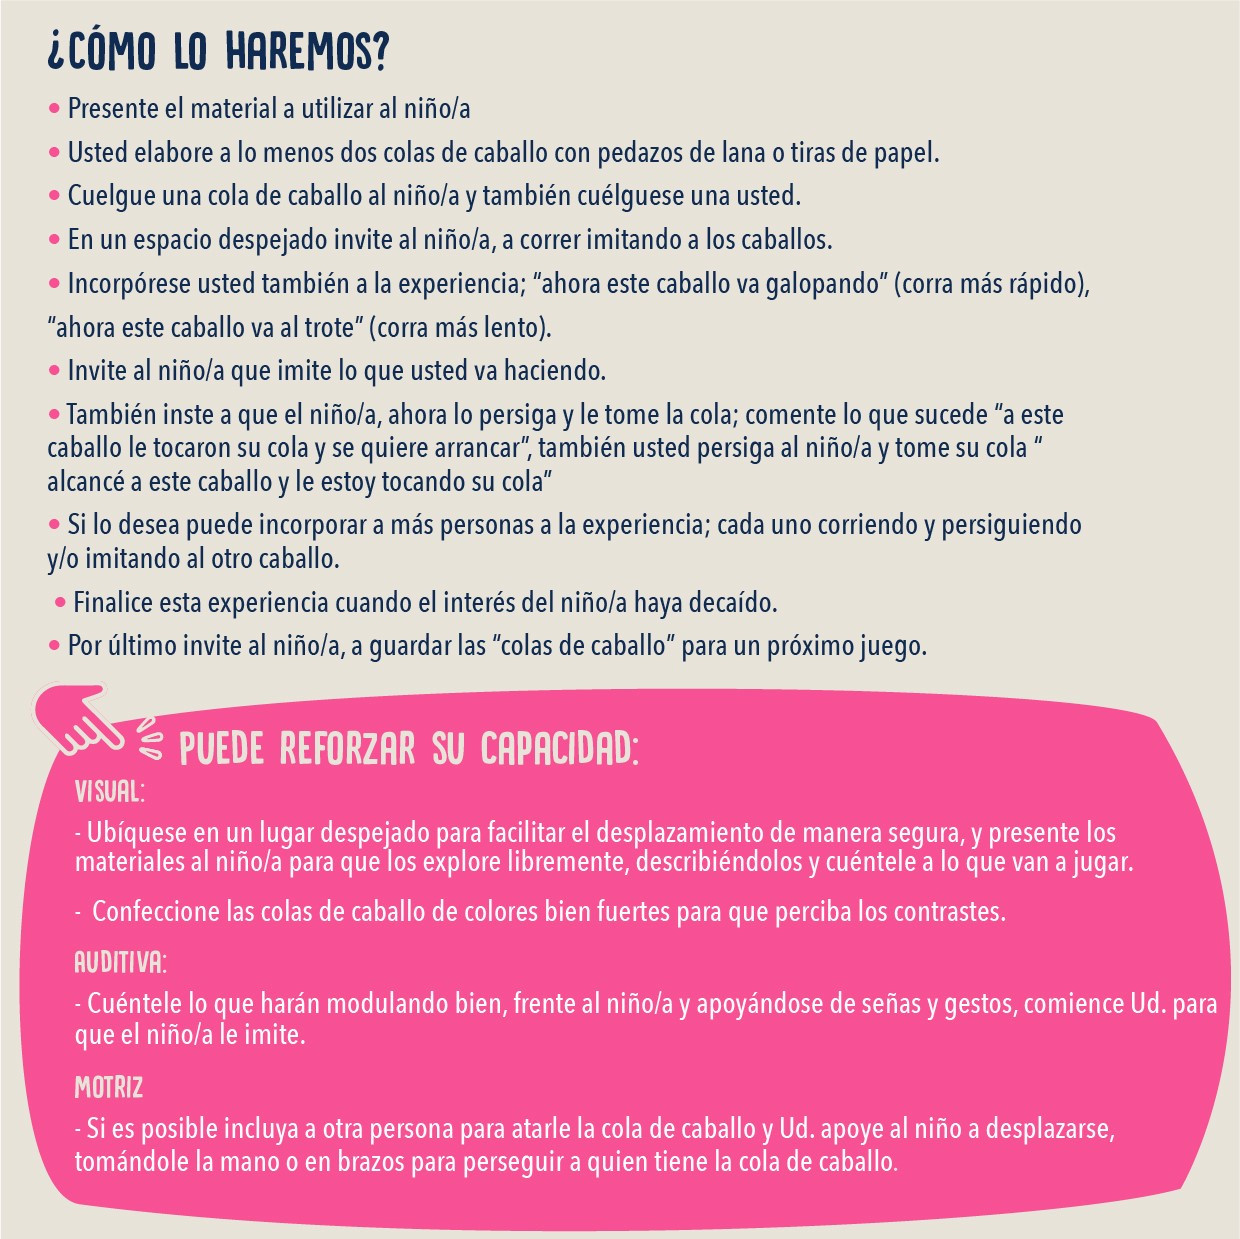 ¿CÓMO LO HAREMOS?
• Presente el material a utilizar al niño/a
• Usted elabore a lo menos dos colas de caballo con pedazos de lana o tiras de papel.
• Cuelgue una cola de caballo al niño/a y también cuélguese una usted.
• En un espacio despejado invite al niño/a, a correr imitando a los caballos.
• Incorpórese usted también a la experiencia; “ahora este caballo va galopando” (corra más rápido),
“ahora este caballo va al trote” (corra más lento).
• Invite al niño/a que imite lo que usted va haciendo.
• También inste a que el niño/a, ahora lo persiga y le tome la cola; comente lo que sucede “a este
caballo le tocaron su cola y se quiere arrancar”, también usted persiga al niño/a y tome su cola “
alcancé a este caballo y le estoy tocando su cola”
• Si lo desea puede incorporar a más personas a la experiencia; cada uno corriendo y persiguiendo
y/o imitando al otro caballo.
• Finalice esta experiencia cuando el interés del niño/a haya decaído.
• Por último invite al niño/a, a guardar las “colas de caballo” para un próximo juego.
PUEDE REFORZAR SU CAPACIDAD:
VISUAL:
- Ubíquese en un lugar despejado para facilitar el desplazamiento de manera segura, y presente los
materiales al niño/a para que los explore libremente, describiéndolos y cuéntele a lo que van a jugar.
- Confeccione las colas de caballo de colores bien fuertes para que perciba los contrastes.
AUDITIVA:
- Cuéntele lo que harán modulando bien, frente al niño/a y apoyándose de señas y gestos, comience Ud. para
que el niño/a le imite.
MOTRIZ
- Si es posible incluya a otra persona para atarle la cola de caballo y Ud. apoye al niño a desplazarse,
tomándole la mano o en brazos para perseguir a quien tiene la cola de caballo.